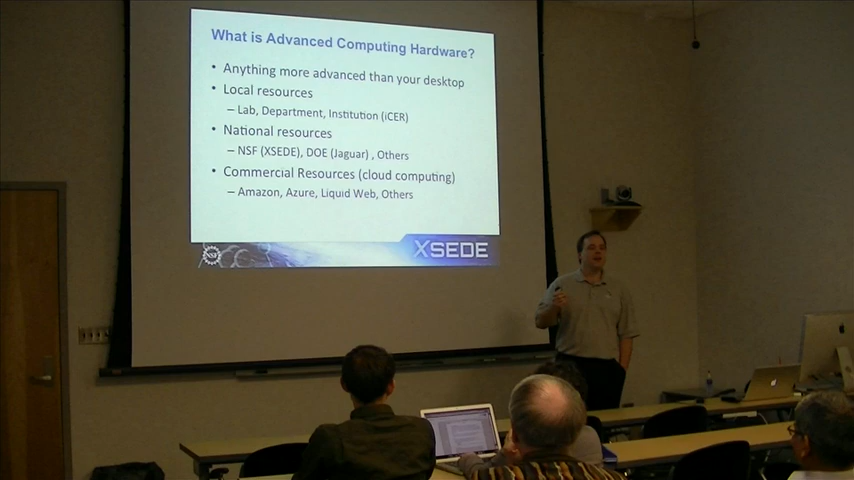 What is Advanced Computing Hardware?
• Anything more advanced than your desktop
• Local resources
– Lab, Department, Institution (iCER)
• National resources
– NSF (XSEDE), DOE (Jaguar) , Others
• Commercial Resources (cloud computing)
– Amazon, Azure, Liquid Web, Others
NSF
XSEDE